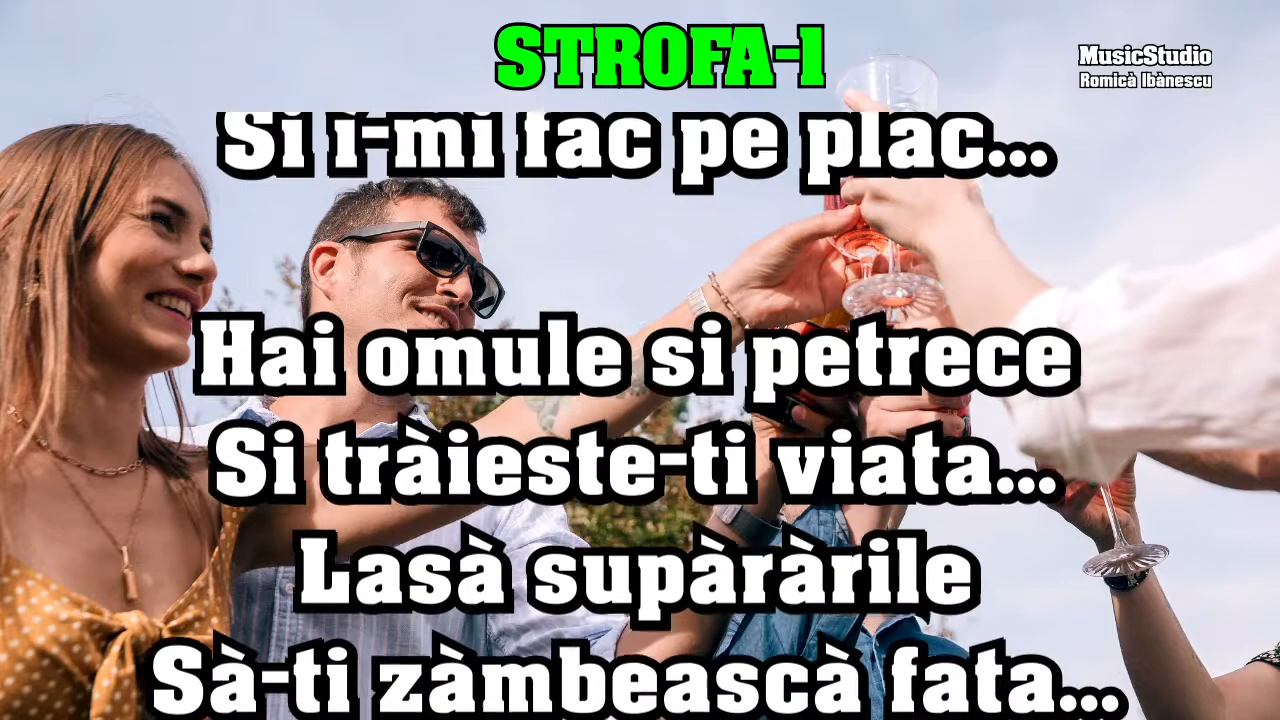 STROFA-1
MusicStudio
Romicà Ibànescu
Si i-mi fac pe plac...
Hai omule si petrece
Si tràieste-ti viata...
Lasà supàràrile
Sà-ti zàmbeascà fata...